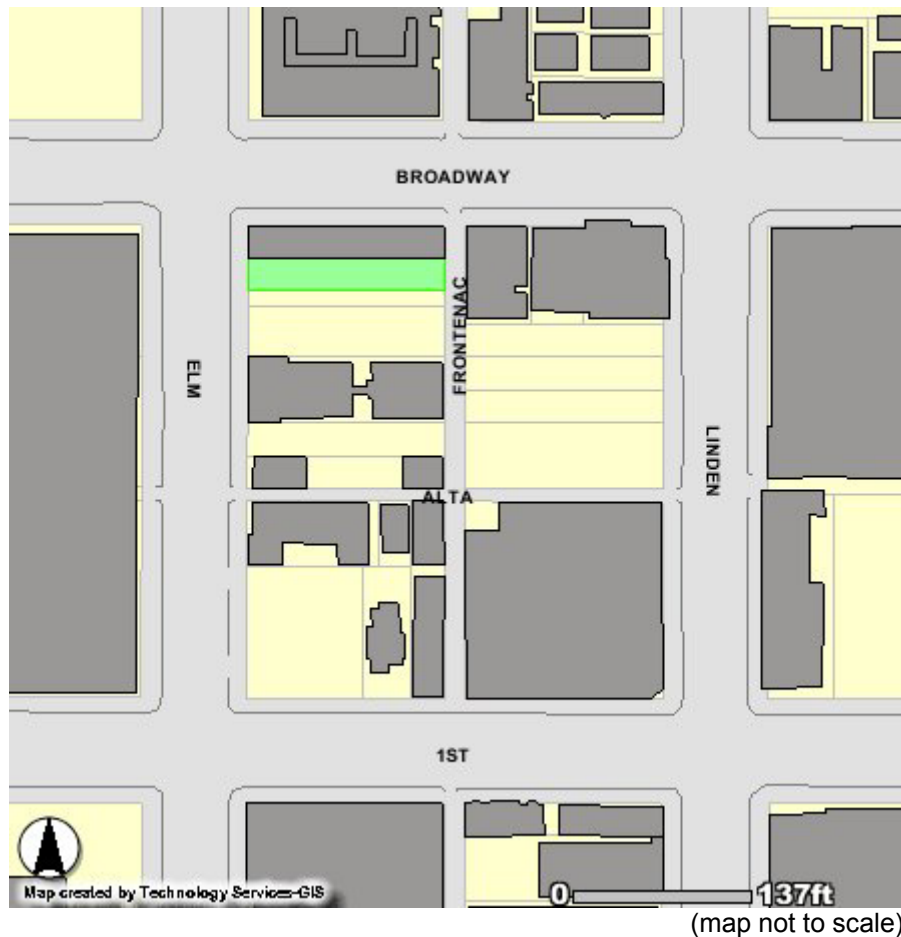 BROADWAY
FRONTENAC
ELM
LINDEN
ALTA
1ST
Map created by Technology Services-GIS
0 137ft
(map not to scale)